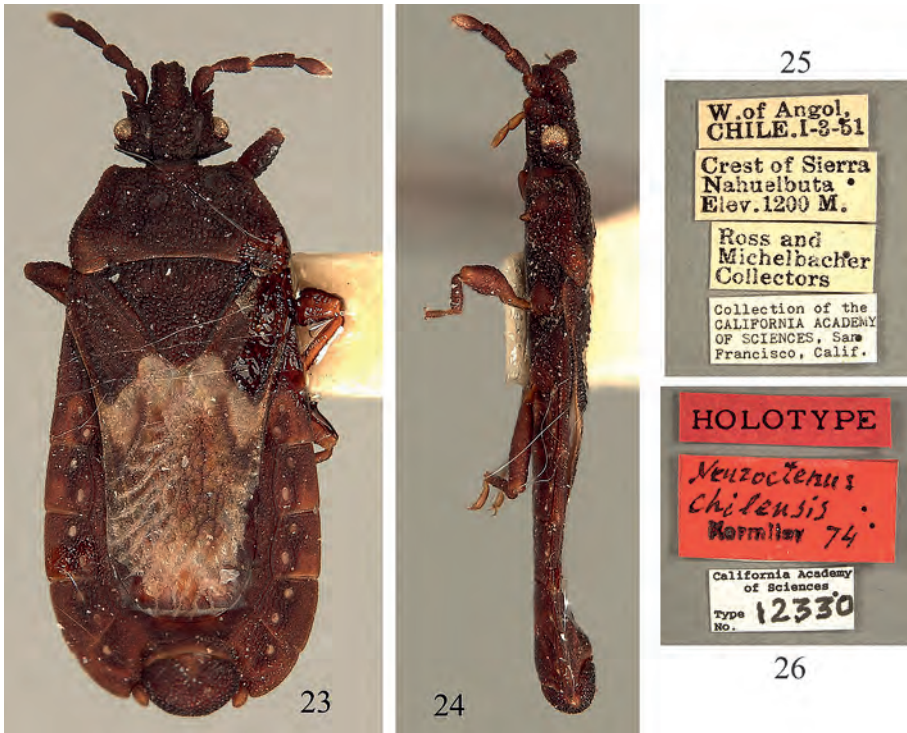 25
W. of Angol,
CHILE. I-3-51
Crest of Sierra
Nahuelbuta
Elev. 1200 M.
Ross and
Michelbacher
Collectors
Collection of the
CALIFORNIA ACADEMY
OF SCIENCES, San
Francisco, Calif.
HOLOTYPE
Neuroctenus
chilensis
Kormilev 74
California Academy
of Sciences
Type
No. 12330
23
24
26